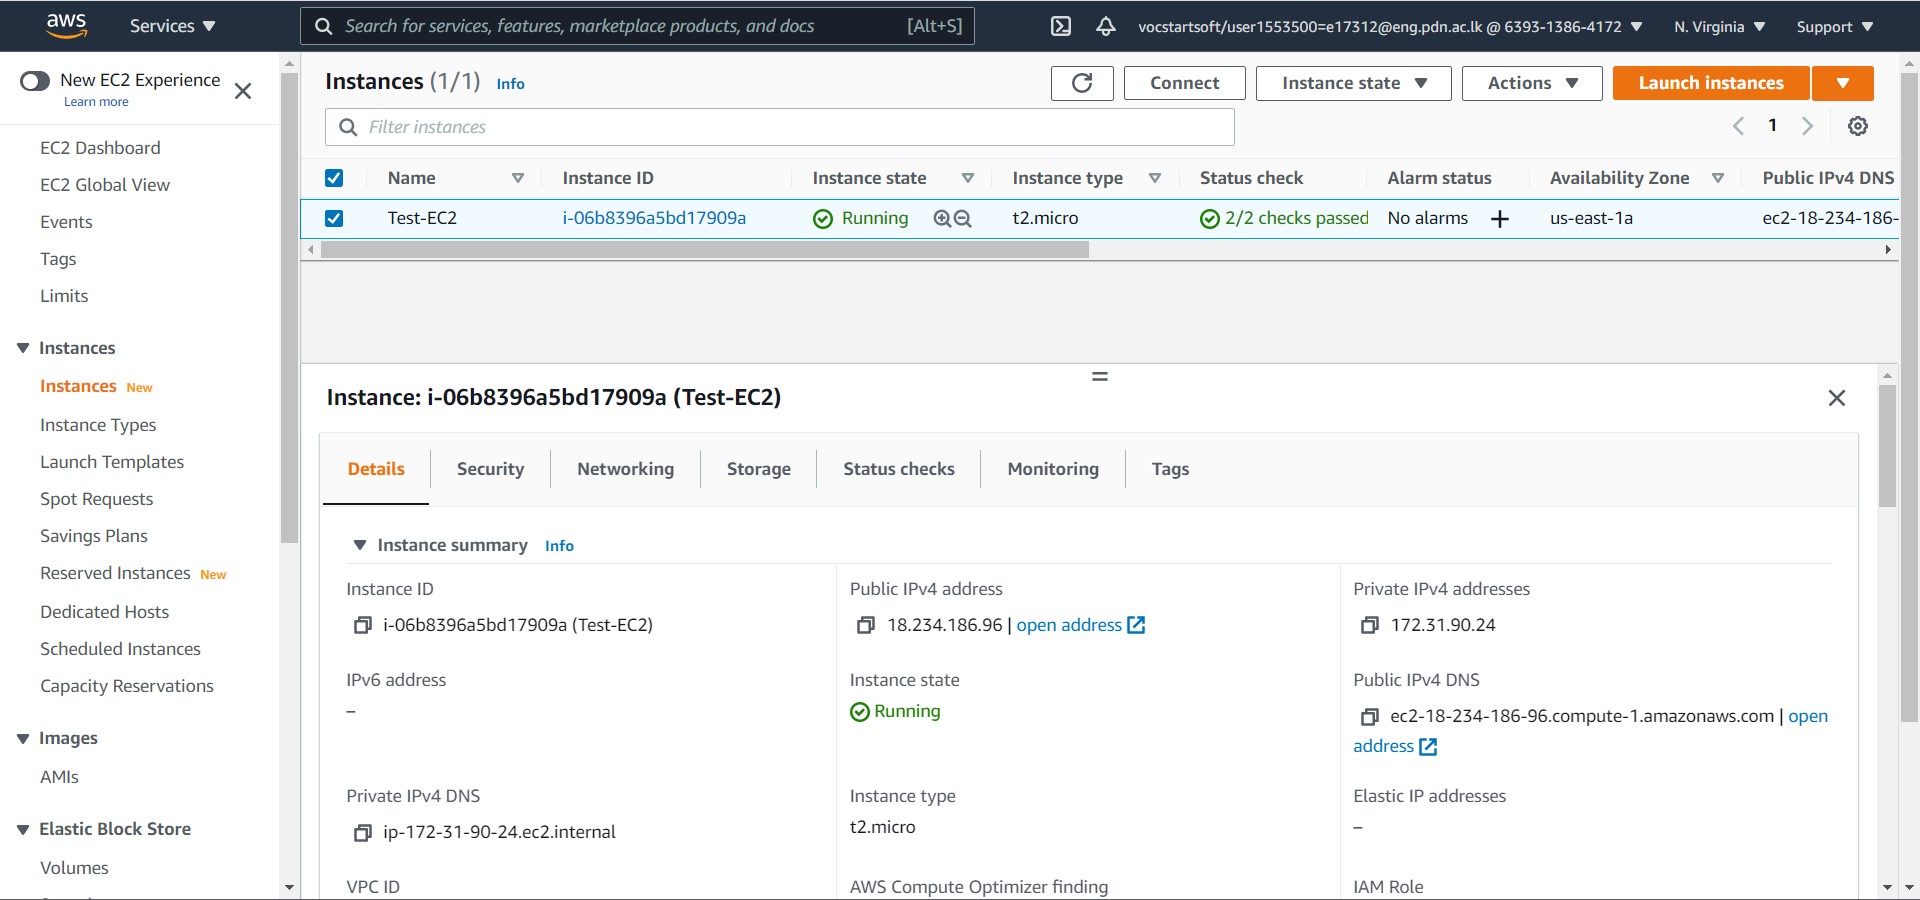 aws
Services
Search for services, features, marketplace products, and docs [Alt+S]
vocstartsoft/user1553500=e17312@eng.pdn.ac.lk @ 6393-1386-4172
N. Virginia
Support
New EC2 Experience
Learn more
EC2 Dashboard
EC2 Global View
Events
Tags
Limits
Instances
Instances New
Instance Types
Launch Templates
Spot Requests
Savings Plans
Reserved Instances New
Dedicated Hosts
Scheduled Instances
Capacity Reservations
Images
AMIs
Elastic Block Store
Volumes
Instances (1/1) Info
Connect
Instance state
Actions
Launch instances
Filter instances
1
Name Instance ID Instance state Instance type Status check Alarm status Availability Zone Public IPv4 DNS
Test-EC2 i-06b8396a5bd17909a Running t2.micro 2/2 checks passed No alarms + us-east-1a ec2-18-234-186-
Instance: i-06b8396a5bd17909a (Test-EC2)
Details Security Networking Storage Status checks Monitoring Tags
Instance summary Info
Instance ID
i-06b8396a5bd17909a (Test-EC2)
Public IPv4 address
18.234.186.96 | open address
Private IPv4 addresses
172.31.90.24
IPv6 address
–
Instance state
Running
Public IPv4 DNS
ec2-18-234-186-96.compute-1.amazonaws.com | open
address
Private IPv4 DNS
ip-172-31-90-24.ec2.internal
Instance type
t2.micro
Elastic IP addresses
–
VPC ID
AWS Compute Optimizer finding
IAM Role